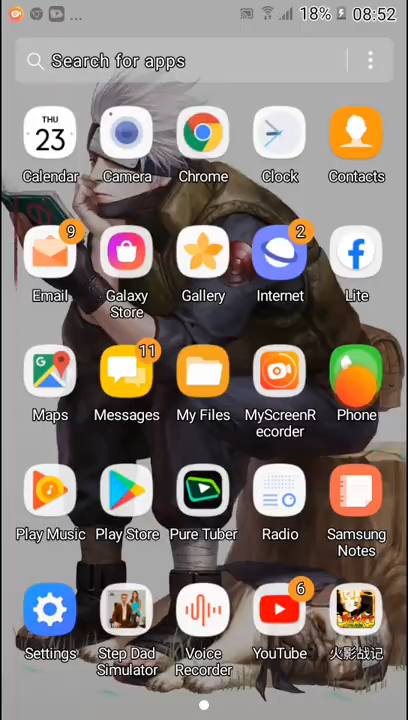 ... 18% 08:52
Search for apps
THU
23
Calendar Camera Chrome Clock Contacts
9 2
Email Galaxy Store Gallery Internet Lite
G 11
Maps Messages My Files MyScreenR
ecorder Phone
Play Music Play Store Pure Tuber Radio Samsung
Notes
6
Settings Step Dad
Simulator Voice
Recorder YouTube 火影战记